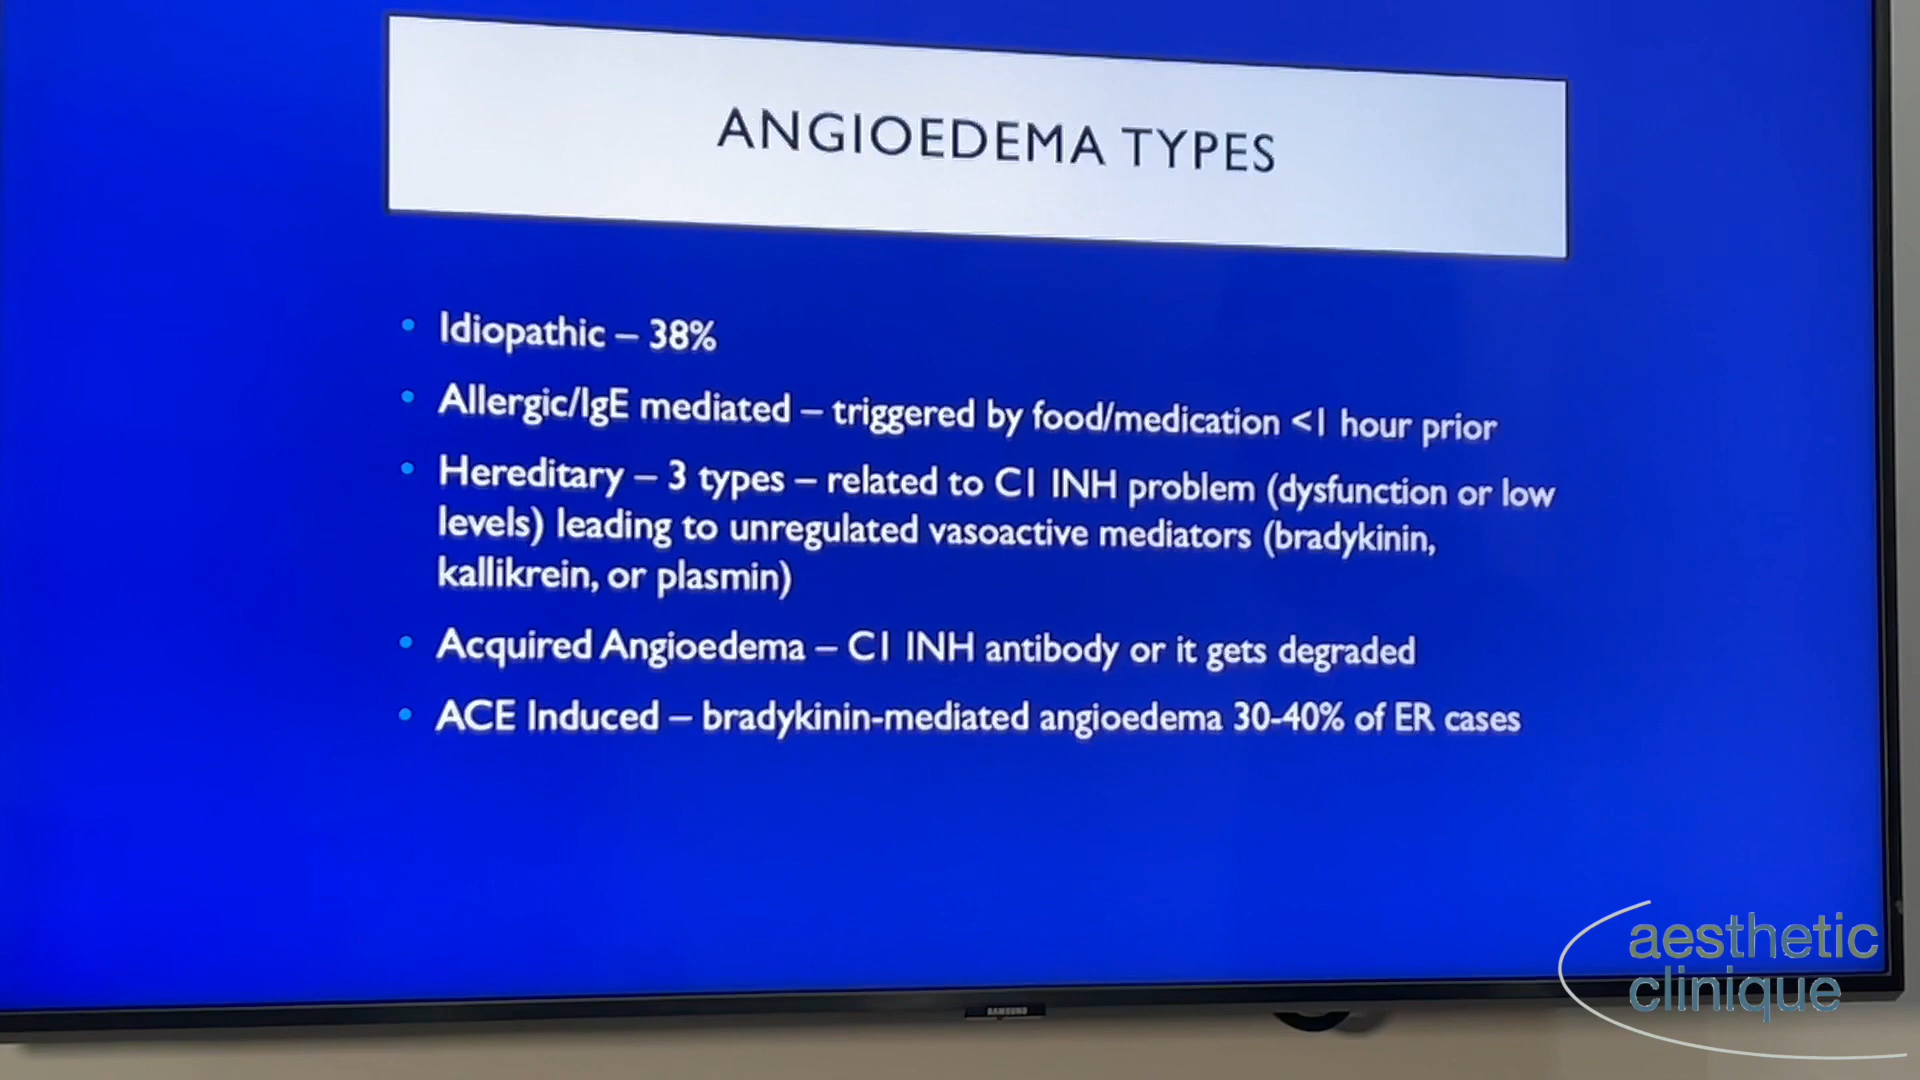 ANGIOEDEMA TYPES
• Idiopathic – 38%
• Allergic/IgE mediated – triggered by food/medication <1 hour prior
• Hereditary – 3 types – related to C1 INH problem (dysfunction or low
levels) leading to unregulated vasoactive mediators (bradykinin,
kallikrein, or plasmin)
• Acquired Angioedema – C1 INH antibody or it gets degraded
• ACE Induced – bradykinin-mediated angioedema 30-40% of ER cases
aesthetic
clinique
SAMSUNG